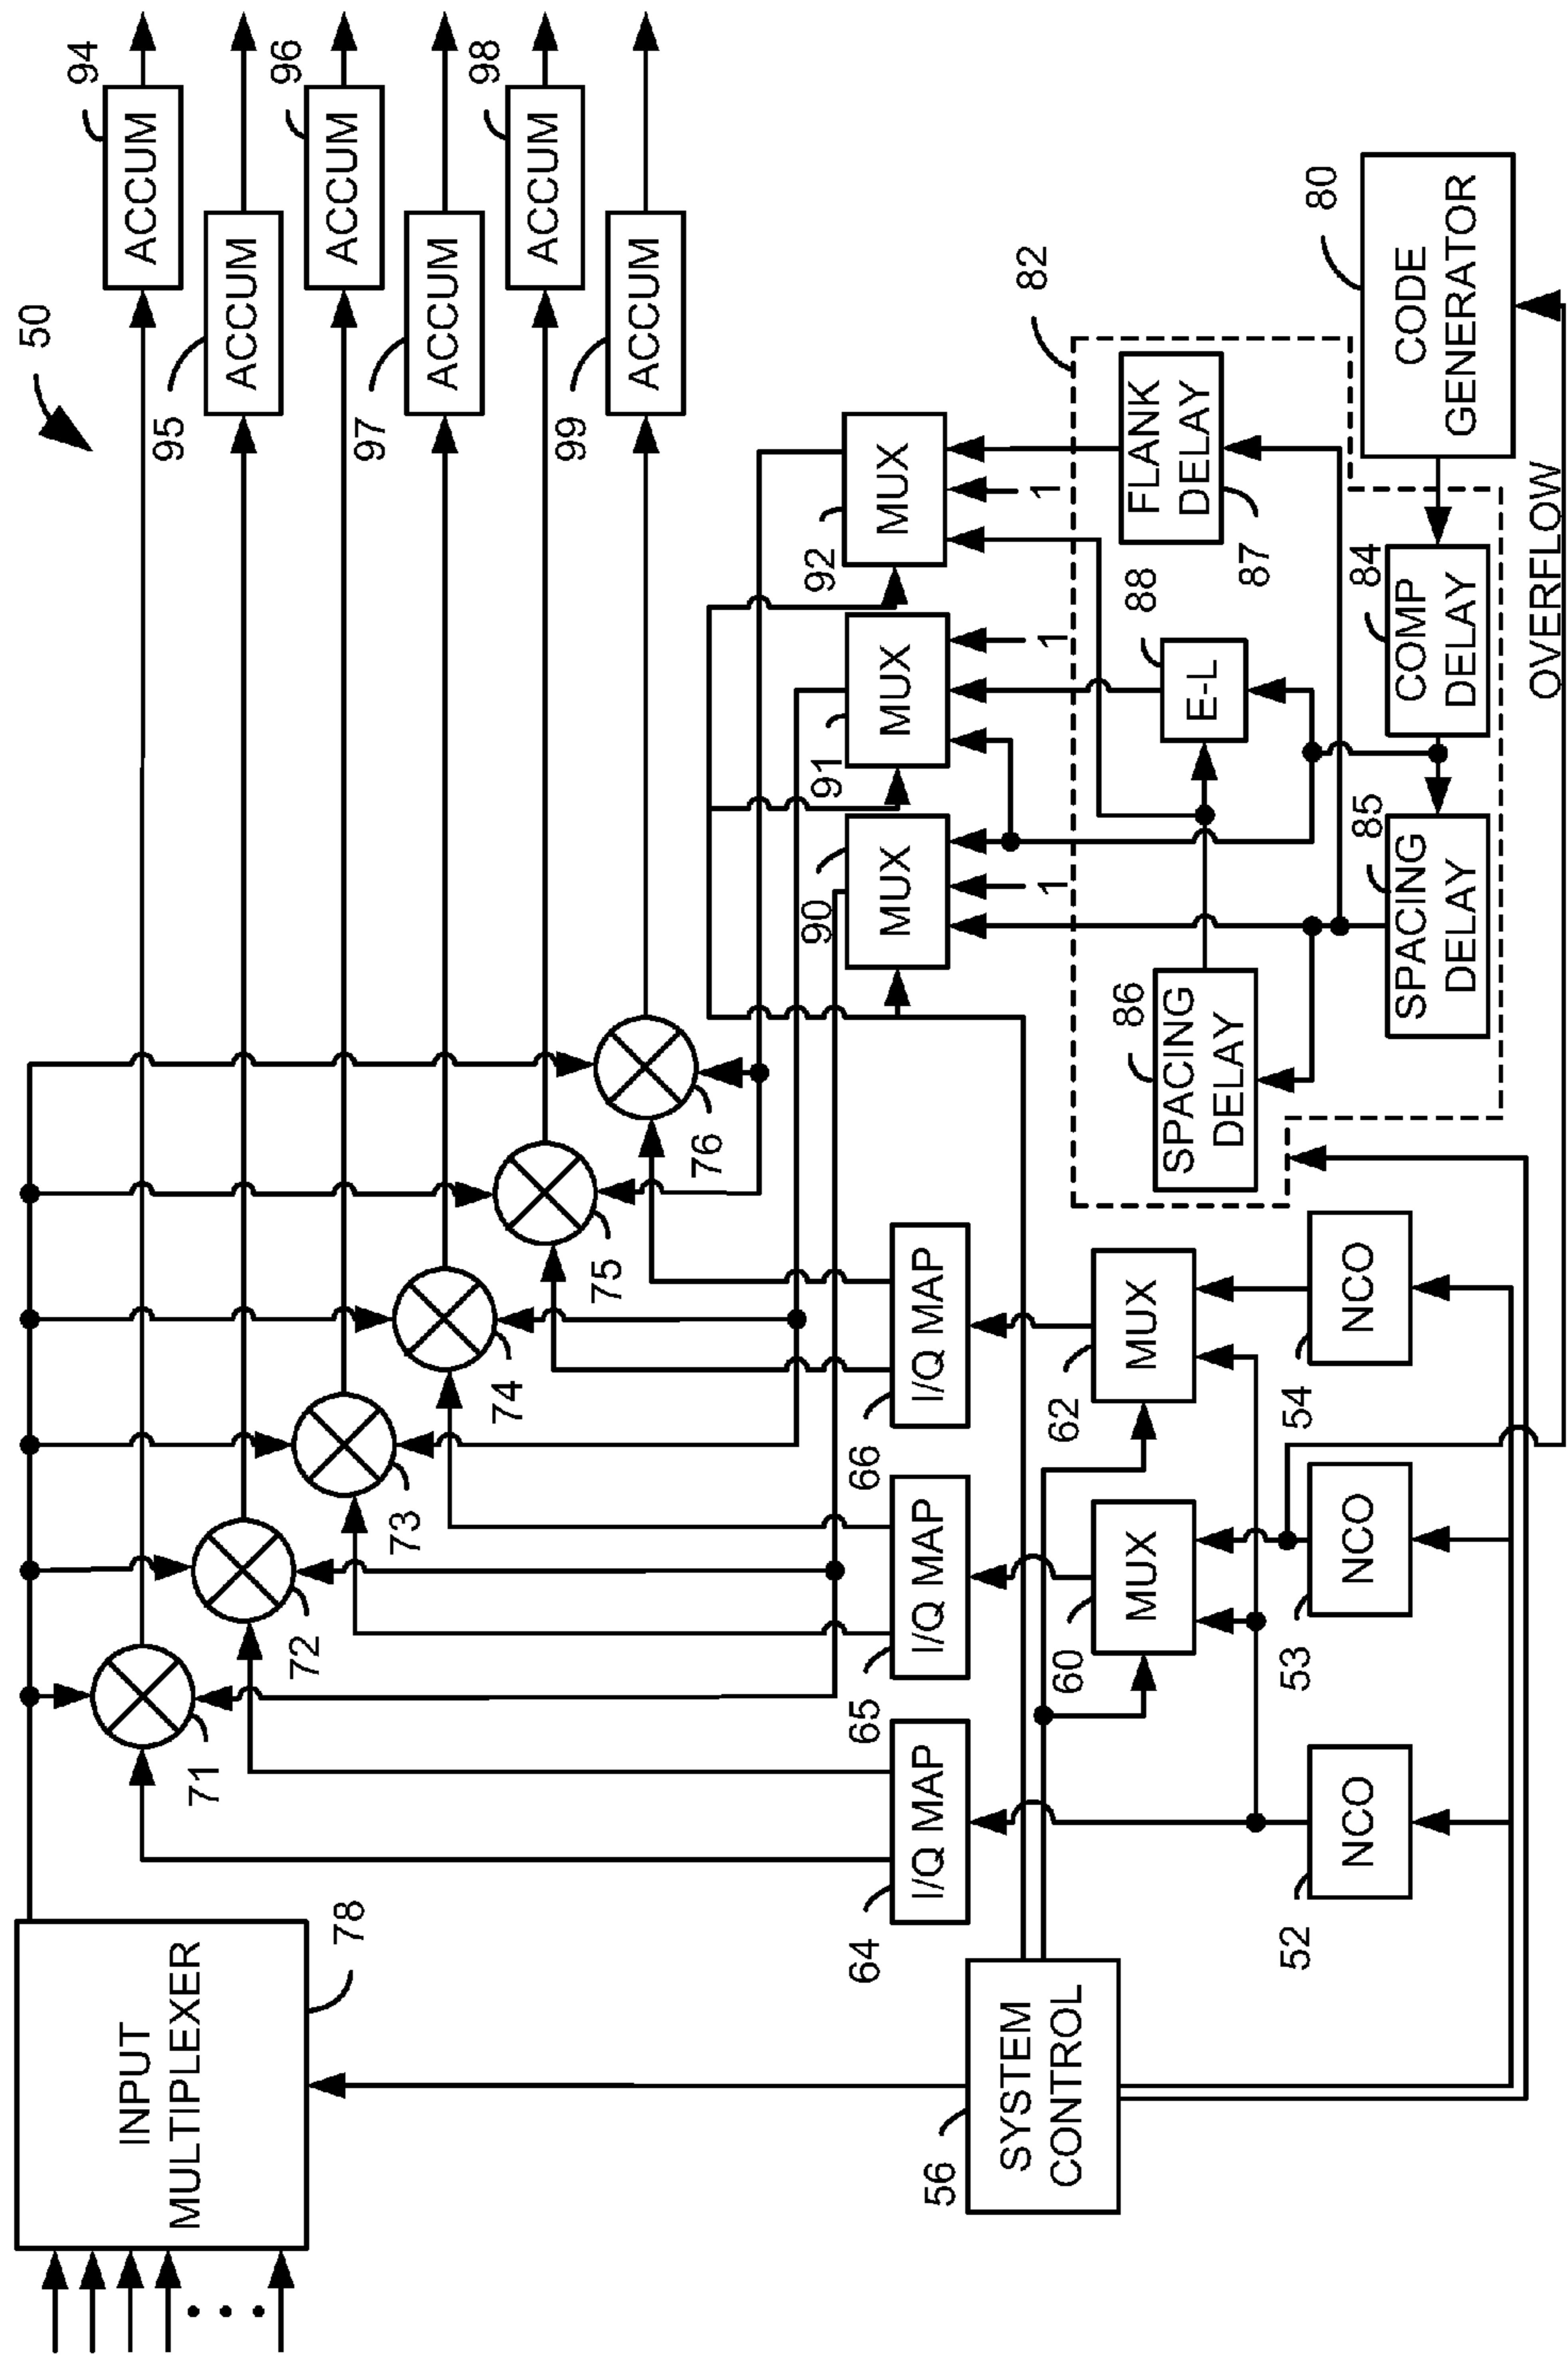 50
INPUT
MULTIPLEXER
78
71
72
73
74
75
76
94
ACCUM
95
ACCUM
96
ACCUM
97
ACCUM
98
ACCUM
99
ACCUM
64
I/Q MAP
65
I/Q MAP
66
I/Q MAP
90
MUX
1
91
MUX
1
92
MUX
1
56
SYSTEM
CONTROL
60
MUX
62
MUX
52
NCO
53
NCO
54
NCO
82
86
SPACING
DELAY
88
E-L
87
FLANK
DELAY
85
SPACING
DELAY
84
COMP
DELAY
80
CODE
GENERATOR
OVERFLOW